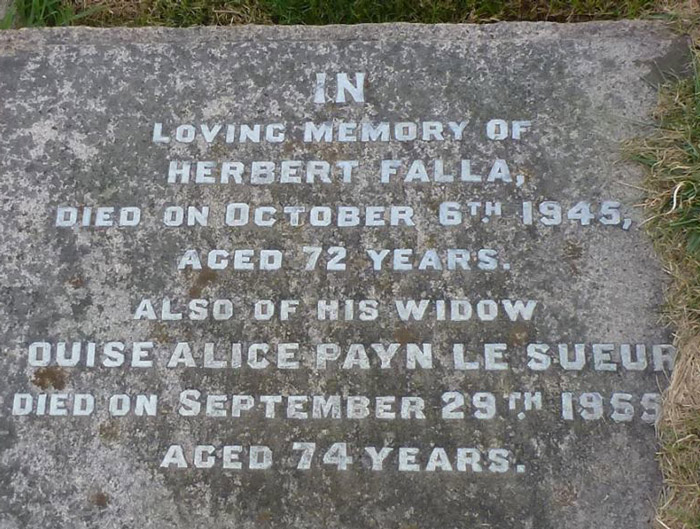 IN
LOVING MEMORY OF
HERBERT FALLA,
DIED ON OCTOBER 6TH 1945,
AGED 72 YEARS.
ALSO OF HIS WIDOW
OUISE ALICE PAYN LE SUEUR
DIED ON SEPTEMBER 29TH 1955
AGED 74 YEARS.